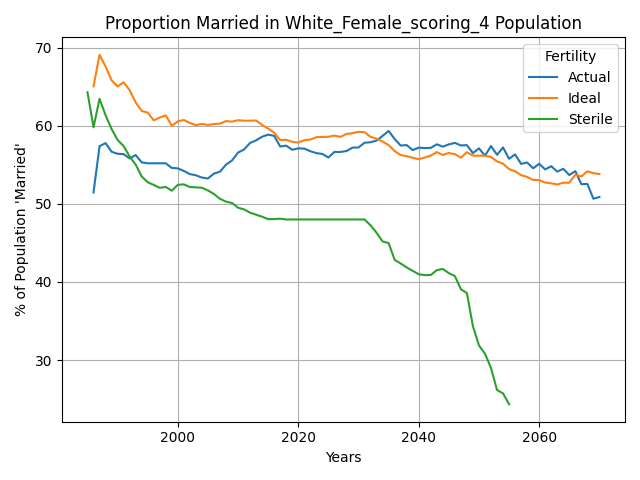 Proportion Married in White_Female_scoring_4 Population
% of Population 'Married'
70
60
50
40
30
Fertility
Actual
Ideal
Sterile
2000 2020 2040 2060
Years